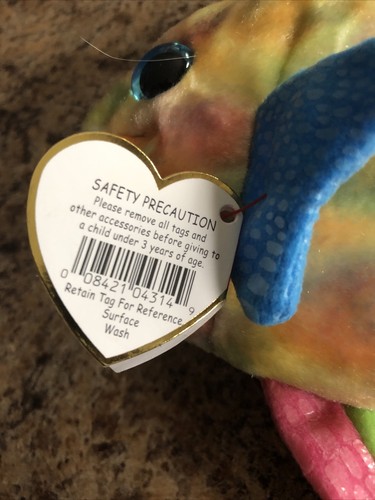 SAFETY PRECAUTION
Please remove all tags and
other accessories before giving to
a child under 3 years of age.
0 08421 04314 9
Retain Tag For Reference
Surface
Wash